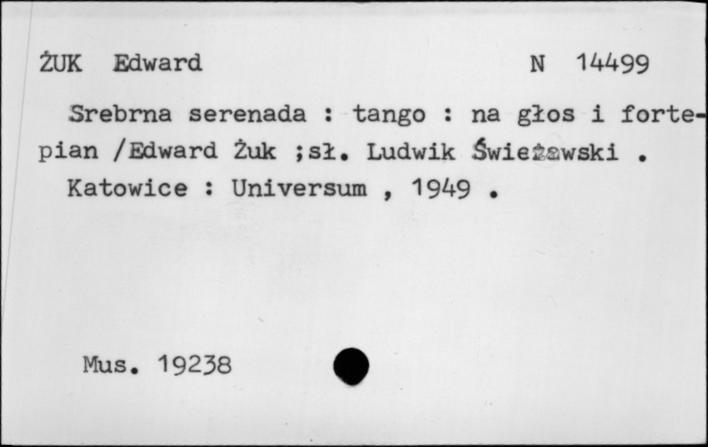 ŻUK Edward N 14499
Srebrna serenada : tango : na głos i forte-
pian /Edward Żuk ;sł. Ludwik Świeżawski .
Katowice : Universum , 1949 .
Mus. 19238